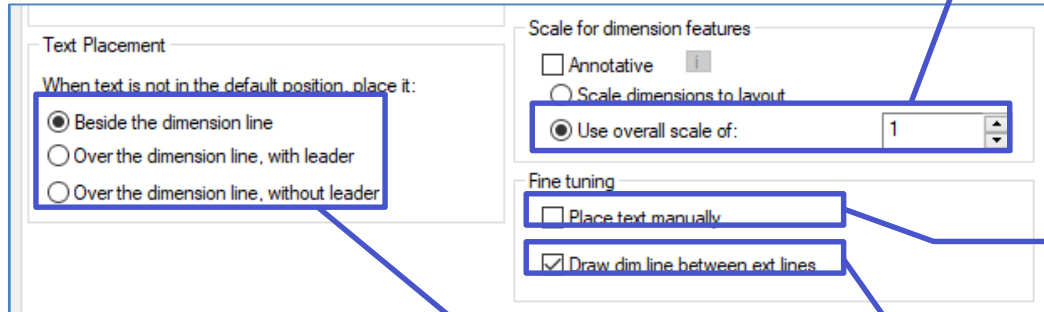 Text Placement
When text is not in the default position, place it:
Beside the dimension line
Over the dimension line, with leader
Over the dimension line, without leader
Scale for dimension features
Annotative
i
Scale dimensions to layout
Use overall scale of:
1
Fine tuning
Place text manually
Draw dim line between ext lines